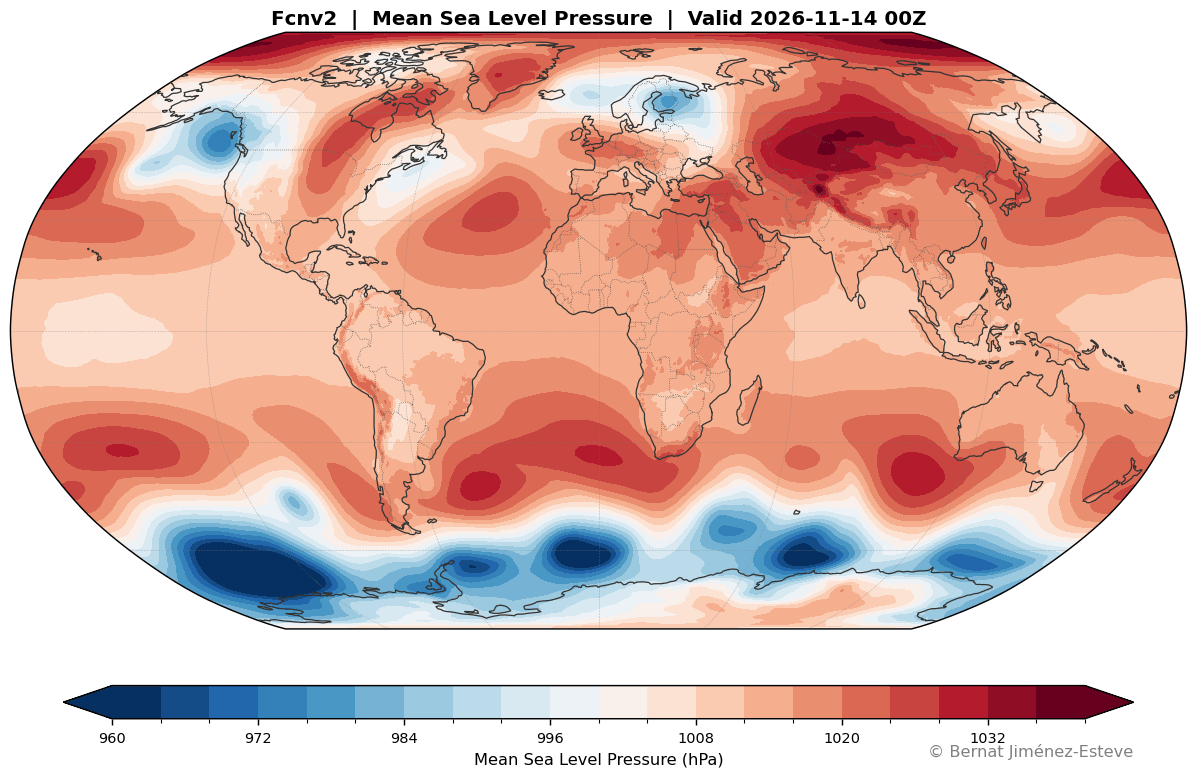 Fcnv2 | Mean Sea Level Pressure | Valid 2026-11-14 00Z
960 972 984 996 1008 1020 1032
Mean Sea Level Pressure (hPa)
© Bernat Jiménez-Esteve